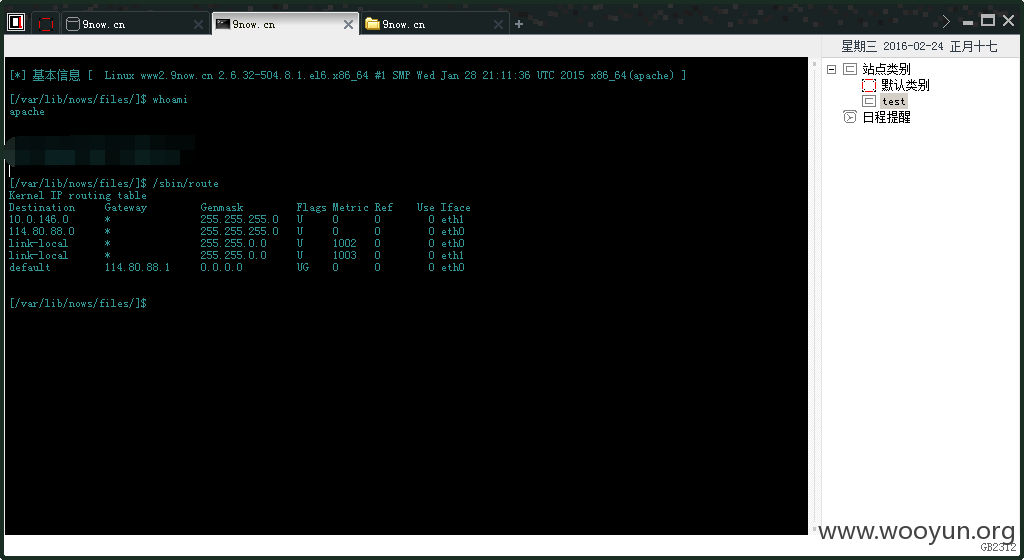 9now.cn 9now.cn 9now.cn
星期三 2016-02-24 正月十七
[*] 基本信息 [ Linux www2.9now.cn 2.6.32-504.8.1.el6.x86_64 #1 SMP Wed Jan 28 21:11:36 UTC 2015 x86_64(apache) ]
[/var/lib/nows/files/]$ whoami
apache
[/var/lib/nows/files/]$ /sbin/route
Kernel IP routing table
Destination Gateway Genmask Flags Metric Ref Use Iface
10.0.146.0 * 255.255.255.0 U 0 0 0 eth1
114.80.88.0 * 255.255.255.0 U 0 0 0 eth0
link-local * 255.255.0.0 U 1002 0 0 eth0
link-local * 255.255.0.0 U 1003 0 0 eth1
default 114.80.88.1 0.0.0.0 UG 0 0 0 eth0
[/var/lib/nows/files/]$
站点类别
默认类别
test
日程提醒
www.wooyun.org
GB2312